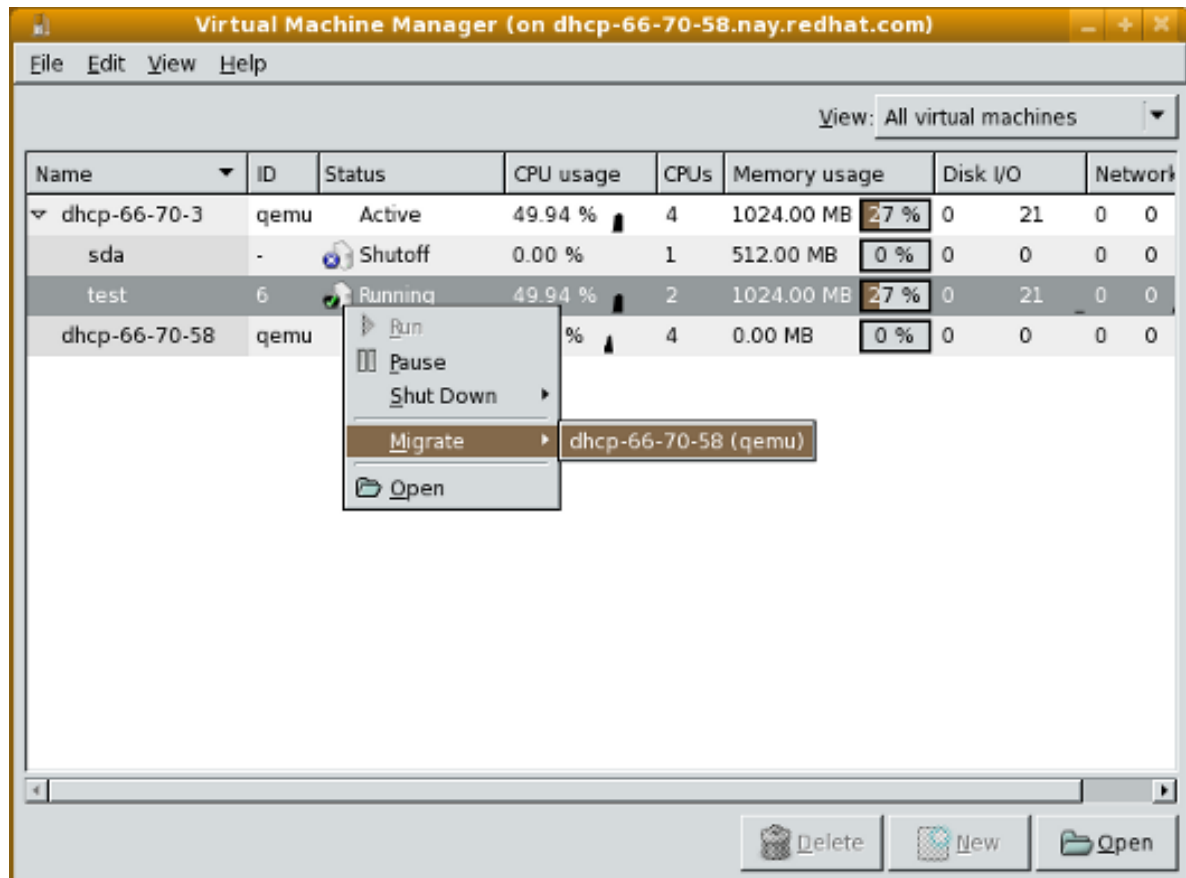 Virtual Machine Manager (on dhcp-66-70-58.nay.redhat.com)
File Edit View Help
View: All virtual machines
Name ID Status CPU usage CPUs Memory usage Disk I/O Network
dhcp-66-70-3 qemu Active 49.94 % 4 1024.00 MB 27 % 0 21 0 0
sda - Shutoff 0.00 % 1 512.00 MB 0 % 0 0 0 0
test 6 Running 49.94 % 2 1024.00 MB 27 % 0 21 0 0
dhcp-66-70-58 qemu % 4 0.00 MB 0 % 0 0 0 0
Run
Pause
Shut Down
Migrate dhcp-66-70-58 (qemu)
Open
Delete New Open